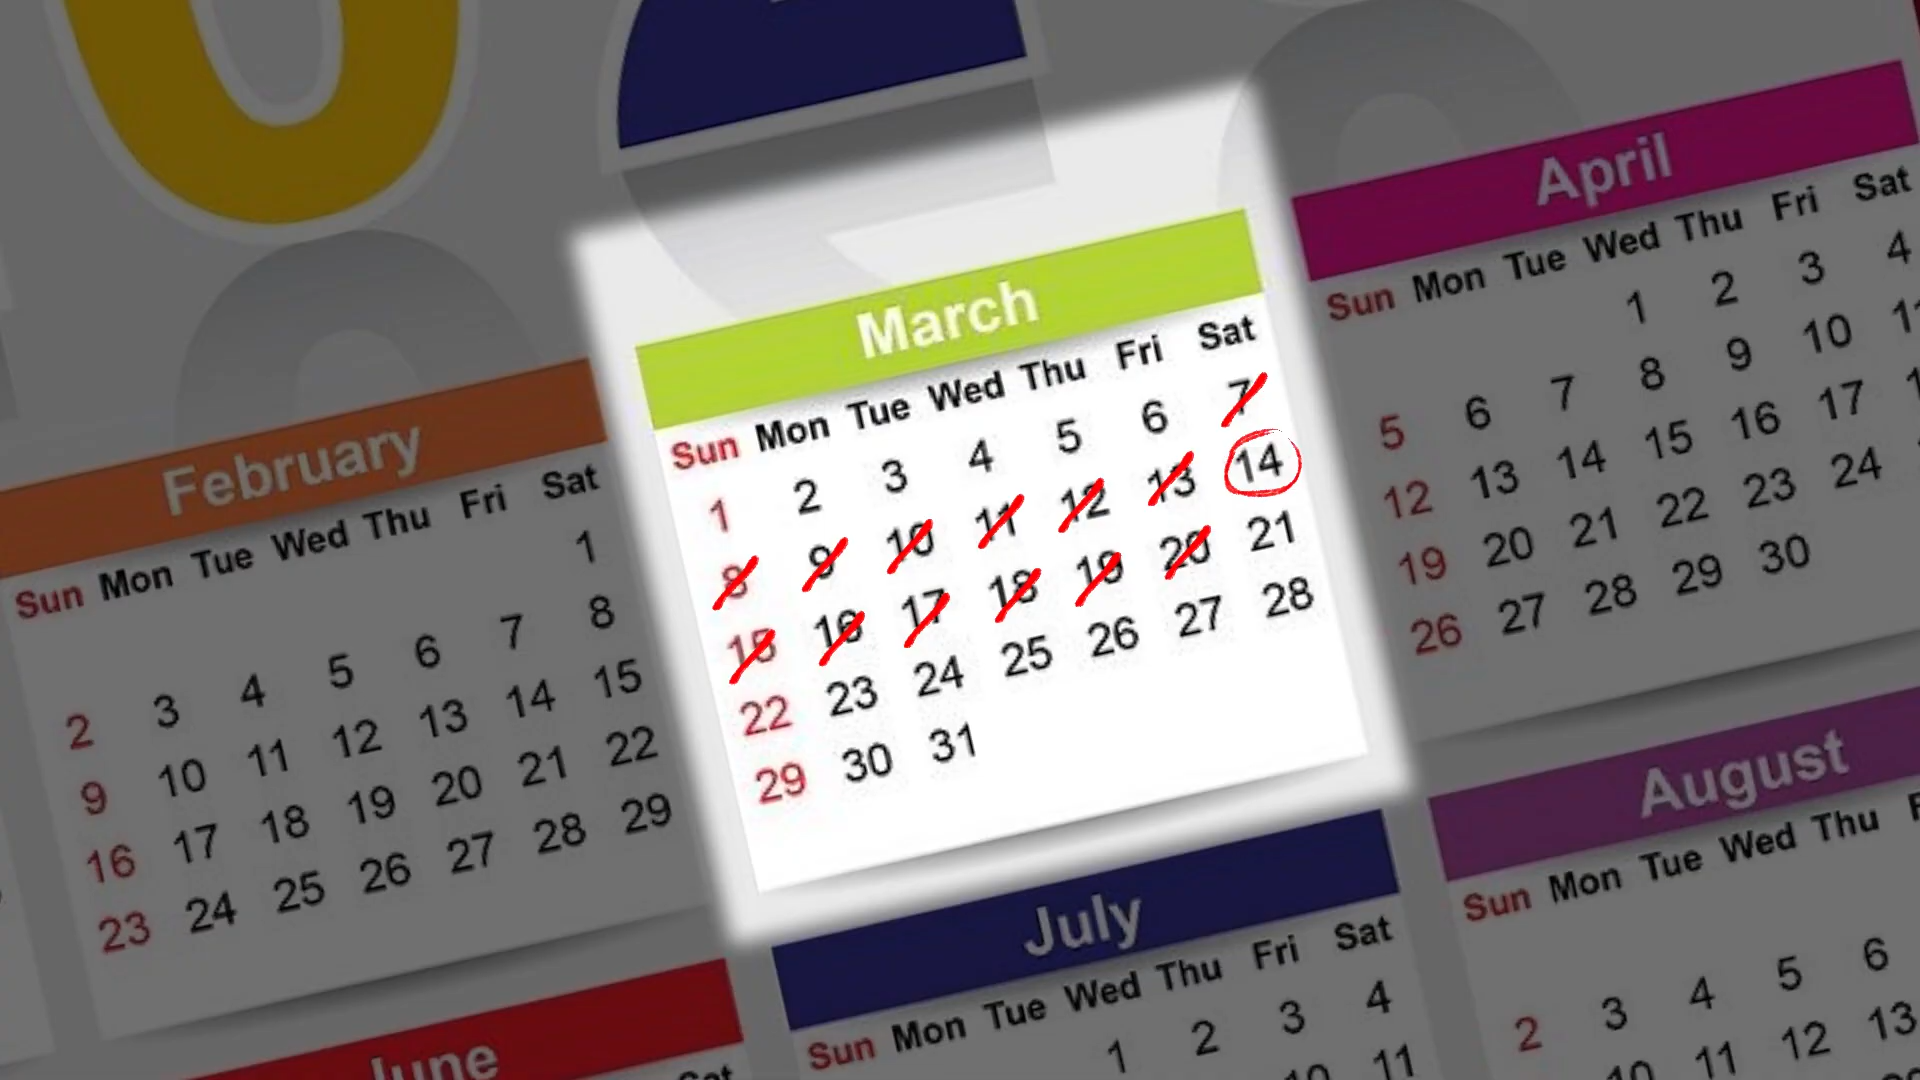 March
Sun Mon Tue Wed Thu Fri Sat
1 2 3 4 5 6 7
8 9 10 11 12 13 14
15 16 17 18 19 20 21
22 23 24 25 26 27 28
29 30 31
February
Sun Mon Tue Wed Thu Fri Sat
1
2 3 4 5 6 7 8
9 10 11 12 13 14 15
16 17 18 19 20 21 22
23 24 25 26 27 28 29
April
Sun Mon Tue Wed Thu Fri Sat
1 2 3 4
5 6 7 8 9 10 11
12 13 14 15 16 17
19 20 21 22 23 24
26 27 28 29 30
June
Sat
July
Sun Mon Tue Wed Thu Fri Sat
1 2 3 4
10 11
August
Sun Mon Tue Wed Thu
2 3 4 5 6
10 11 12 13